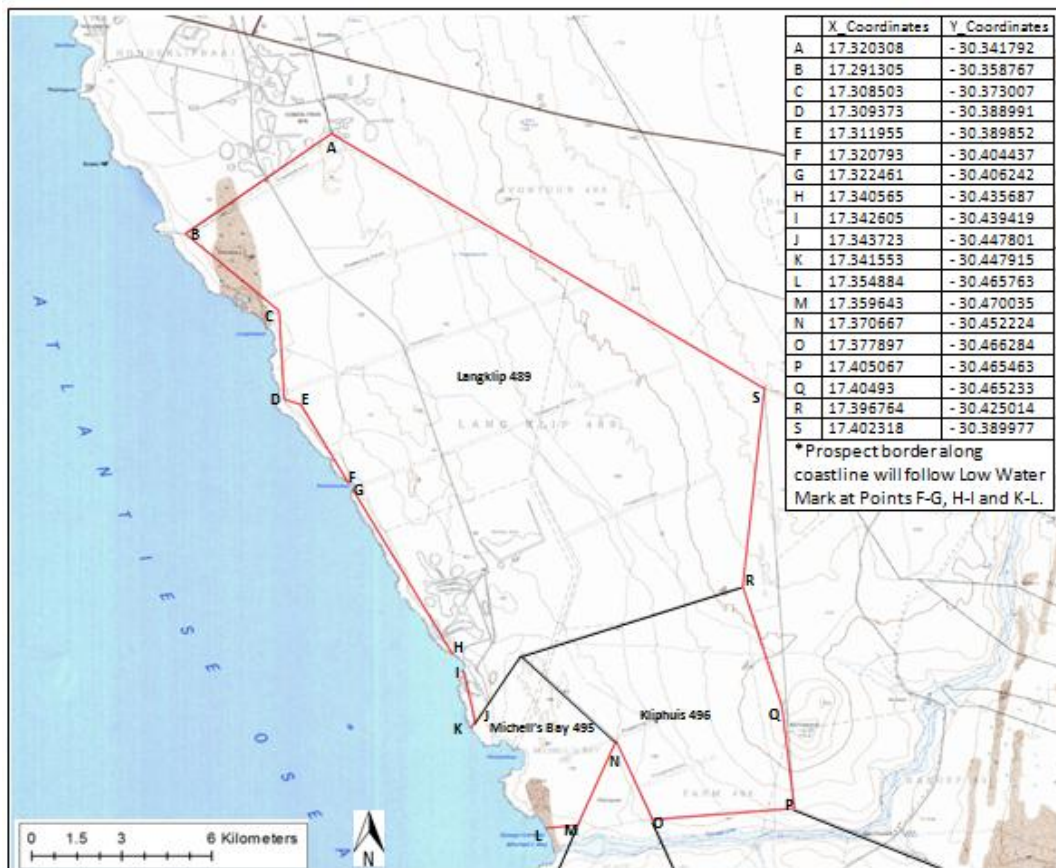 X_Coordinates Y_Coordinates
A 17.320308 -30.341792
B 17.291305 -30.358767
C 17.308503 -30.373007
D 17.309373 -30.388991
E 17.311955 -30.389852
F 17.320793 -30.404437
G 17.322461 -30.406242
H 17.340565 -30.435687
I 17.342605 -30.439419
J 17.343723 -30.447801
K 17.341553 -30.447915
L 17.354884 -30.465763
M 17.359643 -30.470035
N 17.370667 -30.452224
O 17.377897 -30.466284
P 17.405067 -30.465463
Q 17.40493 -30.465233
R 17.396764 -30.425014
S 17.402318 -30.389977
*Prospect border along
coastline will follow Low Water
Mark at Points F-G, H-I and K-L.
A
B
C
D
E
F
G
H
I
J
K
L
M
N
O
P
Q
R
S
Langklip 489
LANG KLIP 489
Michell's Bay 495
Kliphuis 496
ATLANTIESE OSEA
0 1.5 3 6 Kilometers
N